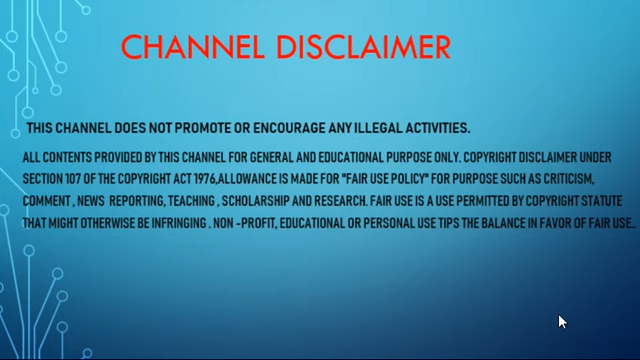 CHANNEL DISCLAIMER
THIS CHANNEL DOES NOT PROMOTE OR ENCOURAGE ANY ILLEGAL ACTIVITIES.
ALL CONTENTS PROVIDED BY THIS CHANNEL FOR GENERAL AND EDUCATIONAL PURPOSE ONLY. COPYRIGHT DISCLAIMER UNDER
SECTION 107 OF THE COPYRIGHT ACT 1976,ALLOWANCE IS MADE FOR "FAIR USE POLICY" FOR PURPOSE SUCH AS CRITICISM,
COMMENT , NEWS REPORTING, TEACHING , SCHOLARSHIP AND RESEARCH. FAIR USE IS A USE PERMITTED BY COPYRIGHT STATUTE
THAT MIGHT OTHERWISE BE INFRINGING . NON -PROFIT, EDUCATIONAL OR PERSONAL USE TIPS THE BALANCE IN FAVOR OF FAIR USE..